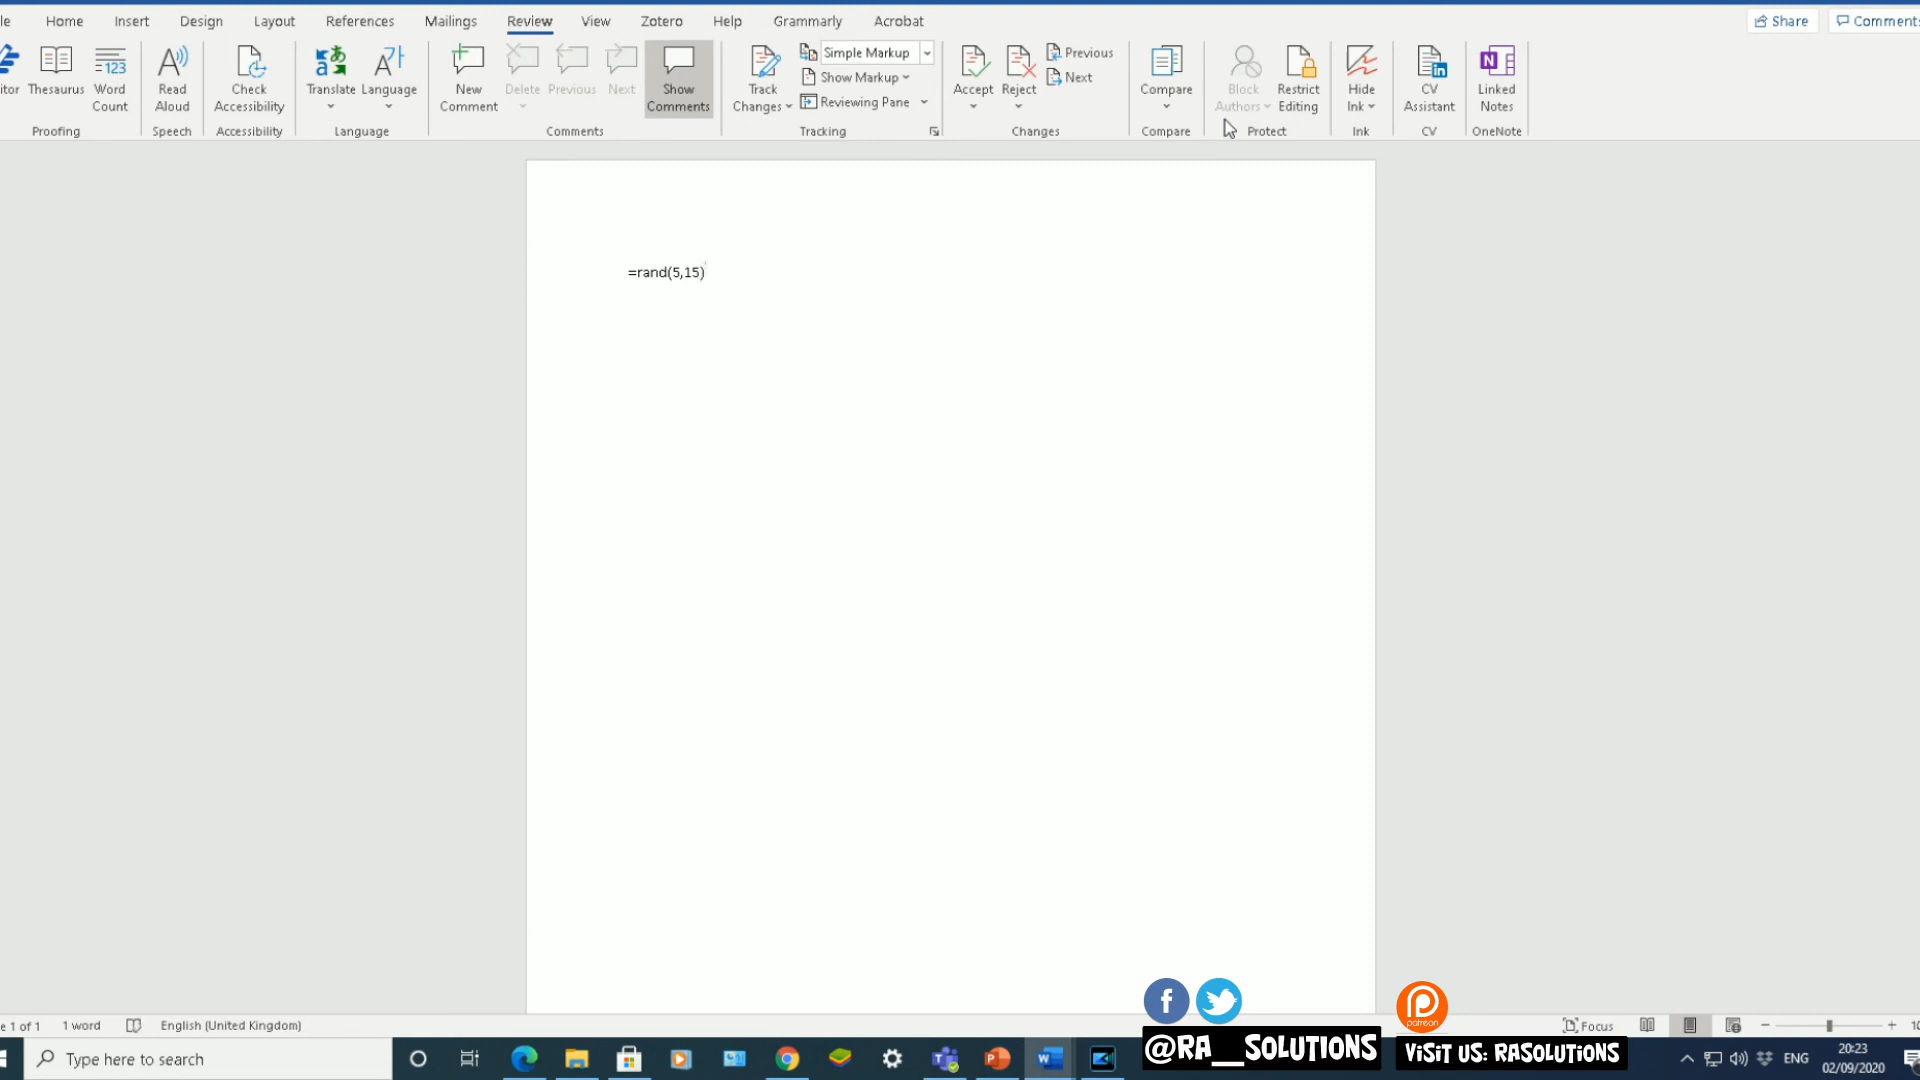 le Home Insert Design Layout References Mailings Review View Zotero Help Grammarly Acrobat Share Comments
itor Thesaurus Word Count Read Aloud Check Accessibility Translate Language New Comment Delete Previous Next Show Comments Track Changes Simple Markup Show Markup Reviewing Pane Accept Reject Previous Next Compare Block Authors Restrict Editing Hide Ink CV Assistant Linked Notes
Proofing Speech Accessibility Language Comments Tracking Changes Compare Protect Ink CV OneNote
=rand(5,15)
@RA__SOLUTIONS
patreon
ViSiT US: RASOLUTiONS
e 1 of 1 1 word English (United Kingdom) Focus 10
Type here to search
ENG
20:23
02/09/2020